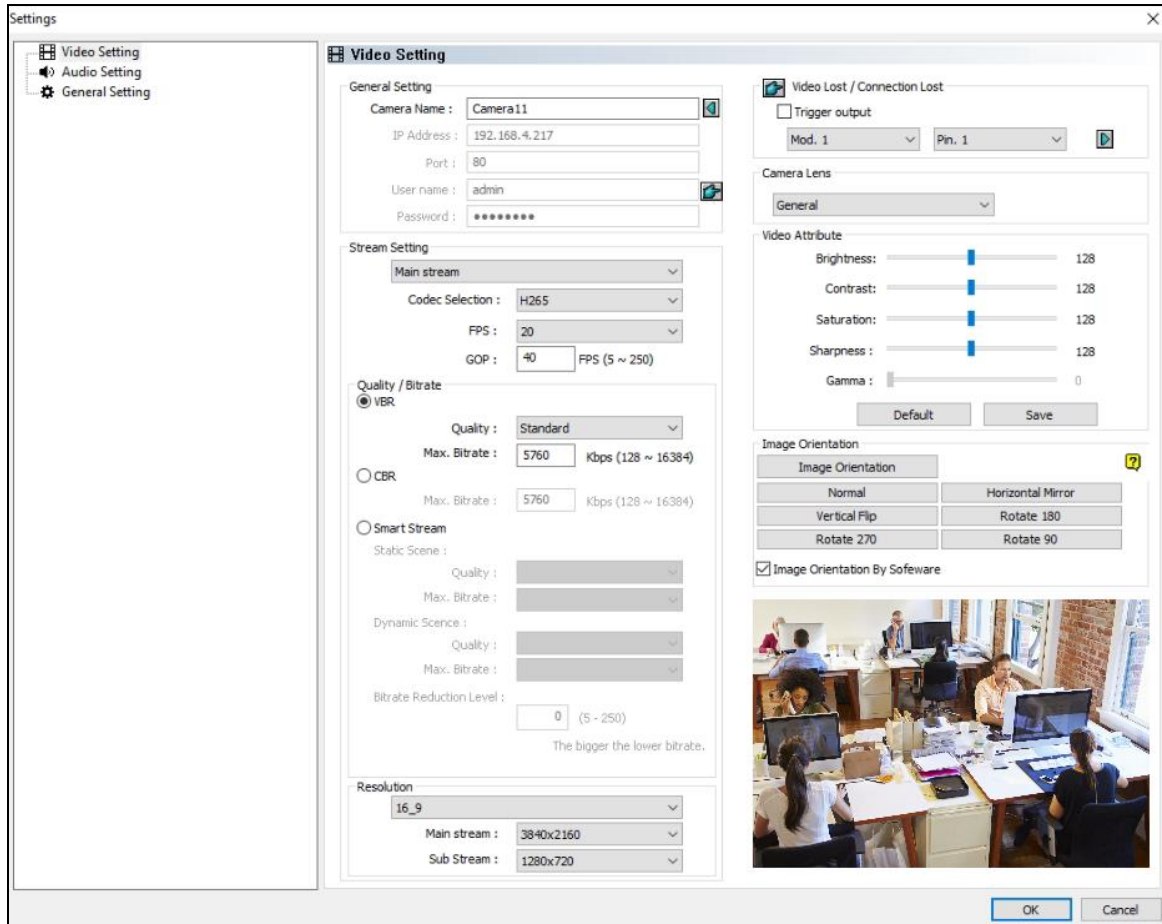 Settings
Video Setting
Audio Setting
General Setting
Video Setting
General Setting
Camera Name : Camera11
IP Address : 192.168.4.217
Port : 80
User name : admin
Password : ●●●●●●●●
Stream Setting
Main stream
Codec Selection : H265
FPS : 20
GOP : 40 FPS (5 ~ 250)
Quality / Bitrate
VBR
Quality : Standard
Max. Bitrate : 5760 Kbps (128 ~ 16384)
CBR
Max. Bitrate : 5760 Kbps (128 ~ 16384)
Smart Stream
Static Scene :
Quality :
Max. Bitrate :
Dynamic Scence :
Quality :
Max. Bitrate :
Bitrate Reduction Level :
0 (5 - 250)
The bigger the lower bitrate.
Resolution
16_9
Main stream : 3840x2160
Sub Stream : 1280x720
Video Lost / Connection Lost
Trigger output
Mod. 1 Pin. 1
Camera Lens
General
Video Attribute
Brightness: 128
Contrast: 128
Saturation: 128
Sharpness : 128
Gamma : 0
Default Save
Image Orientation
Image Orientation ?
Normal Horizontal Mirror
Vertical Flip Rotate 180
Rotate 270 Rotate 90
Image Orientation By Sofeware
OK Cancel